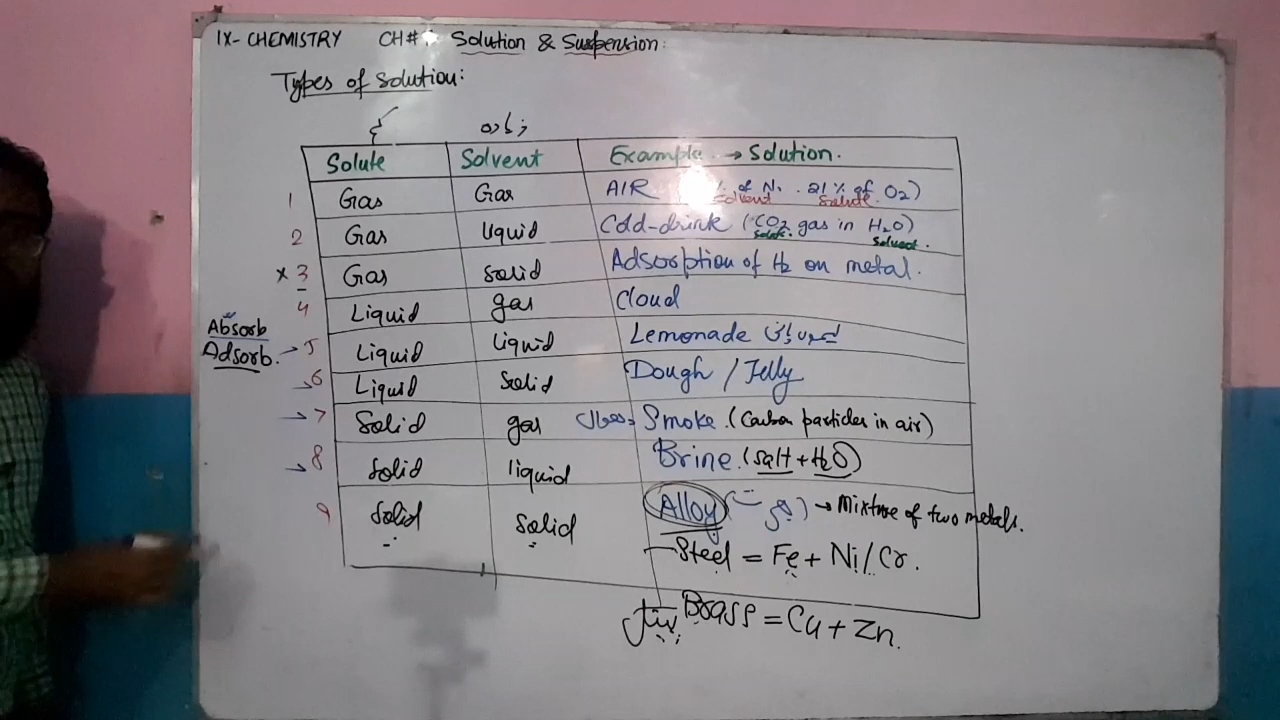 IX- CHEMISTRY CH#: Solution & Suspension:
Types of Solution:
زیادہ
Solute Solvent Example → Solution.
1 Gas Gas AIR % of N₂ . 21% of O₂)
Solvent Solute
2 Gas liquid Cold-drink (CO₂ gas in H₂O)
Solute. Solvent.
× 3 Gas Solid Adsorption of H₂ on metal.
4 Liquid gas Cloud
Absorb
Adsorb.
5 Liquid liquid Lemonade
6 Liquid Solid Dough / Jelly
7 Solid gas Smoke. (Carbon particles in air)
8 Solid liquid Brine. (Salt + H₂O)
9 Solid Solid Alloy → Mixture of two metals.
Steel = Fe + Ni/Cr.
پیتل Brass = Cu + Zn.